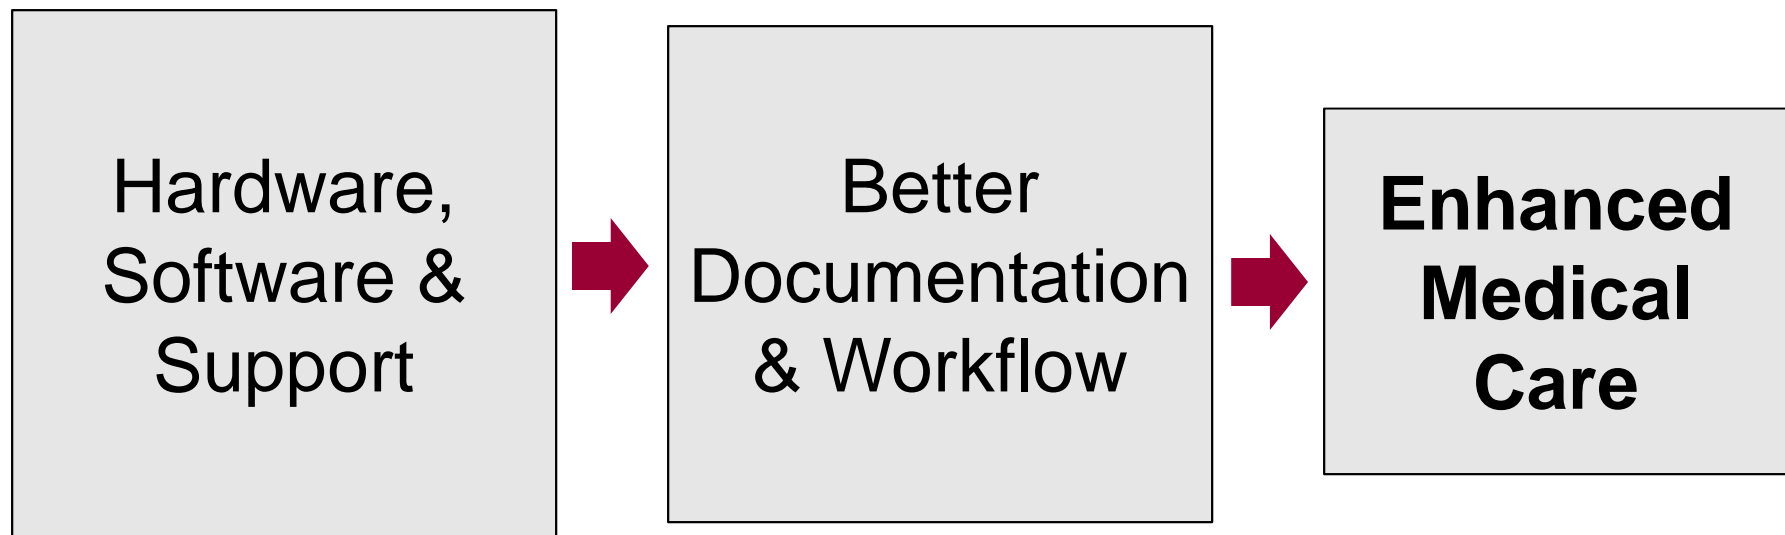 Hardware,
Software &
Support
Better
Documentation
& Workflow
Enhanced
Medical
Care